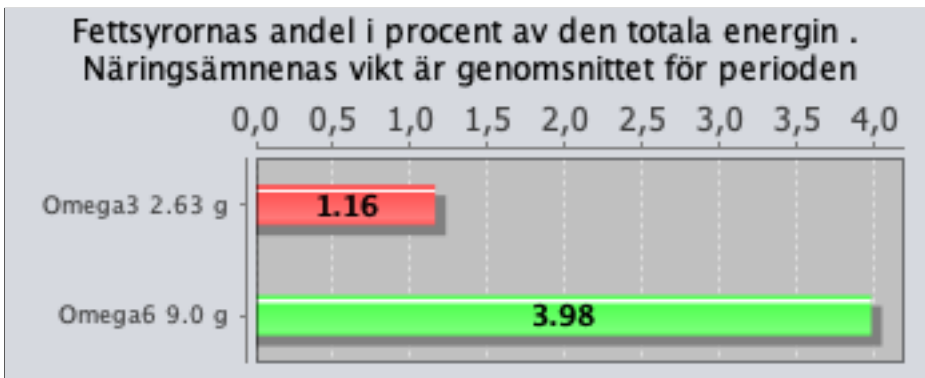 Fettsyrornas andel i procent av den totala energin .
Näringsämnenas vikt är genomsnittet för perioden
0,0 0,5 1,0 1,5 2,0 2,5 3,0 3,5 4,0
Omega3 2.63 g 1.16
Omega6 9.0 g 3.98